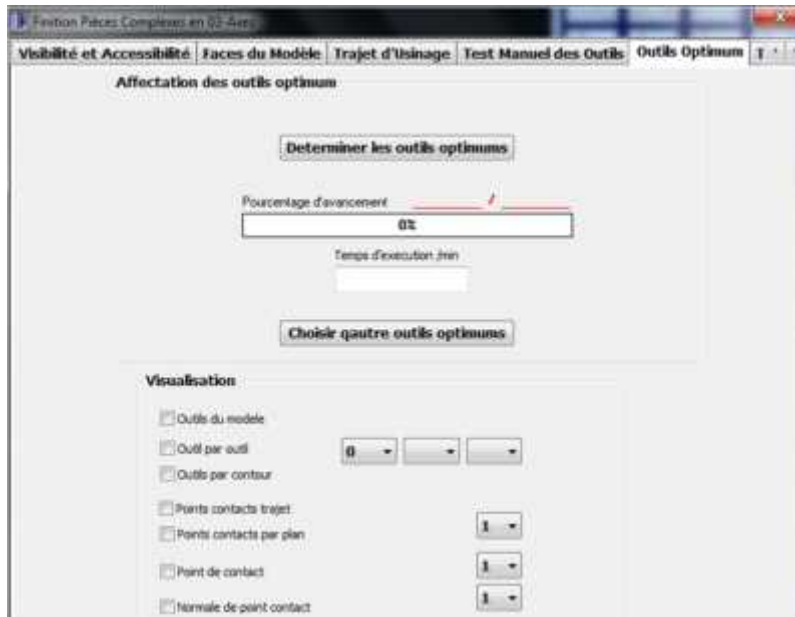 Finition Pièces Complexes en 03-Axes
Visibilité et Accessibilité Faces du Modèle Trajet d'Usinage Test Manuel des Outils Outils Optimum T
Affectation des outils optimum
Determiner les outils optimums
Pourcentage d'avancement /
0%
Temps d'execution /min
Choisir qautre outils optimums
Visualisation
Outils du modele
Outil par outil 0
Outils par contour
Points contacts trajet
Points contacts par plan 1
Point de contact 1
Normale de point contact 1